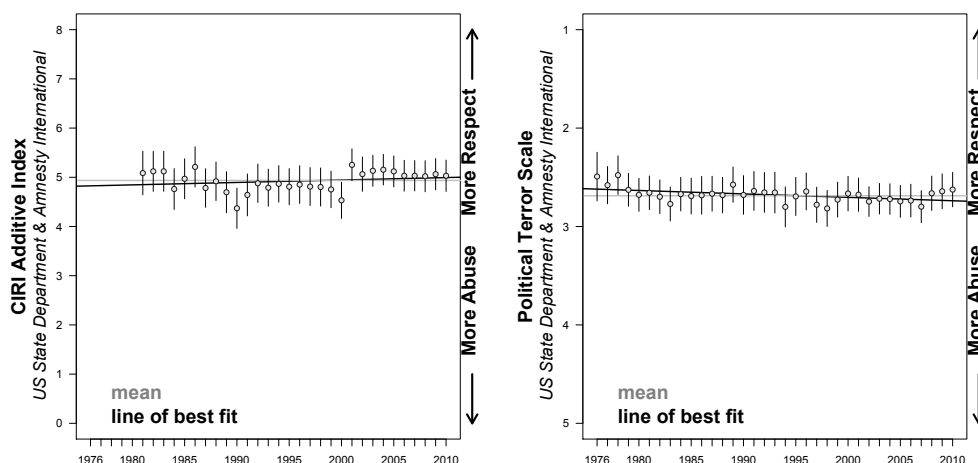 CIRI Additive Index
US State Department & Amnesty International
8
7
6
5
4
3
2
1
0
More Respect
More Abuse
mean
line of best fit
1976 1980 1985 1990 1995 2000 2005 2010
Political Terror Scale
US State Department & Amnesty International
1
2
3
4
5
More Respect
More Abuse
mean
line of best fit
1976 1980 1985 1990 1995 2000 2005 2010